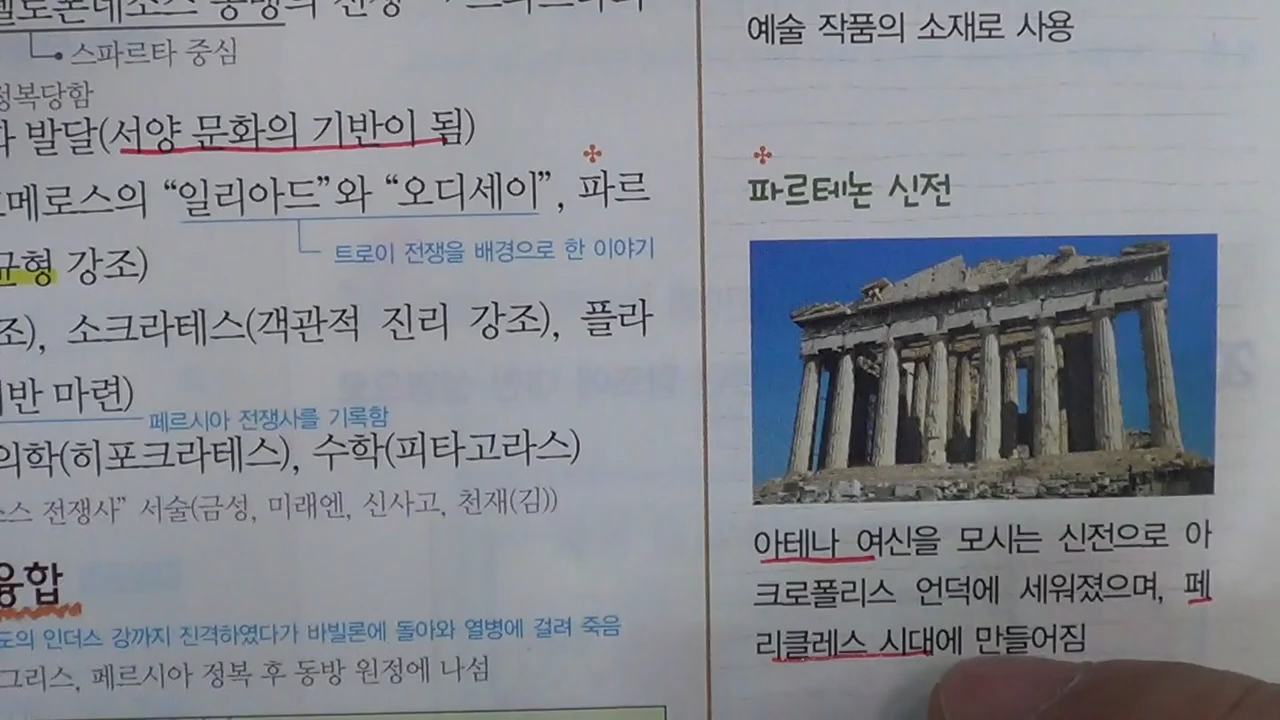 스파르타 중심
정복당함
발달(서양 문화의 기반이 됨)
메로스의 “일리아드”와 “오디세이”, 파르
트로이 전쟁을 배경으로 한 이야기
균형 강조)
조), 소크라테스(객관적 진리 강조), 플라
기반 마련)
페르시아 전쟁사를 기록함
의학(히포크라테스), 수학(피타고라스)
스 전쟁사” 서술(금성, 미래엔, 신사고, 천재(김))
융합
도의 인더스 강까지 진격하였다가 바빌론에 돌아와 열병에 걸려 죽음
그리스, 페르시아 정복 후 동방 원정에 나섬
예술 작품의 소재로 사용
파르테논 신전
아테나 여신을 모시는 신전으로 아
크로폴리스 언덕에 세워졌으며, 페
리클레스 시대에 만들어짐